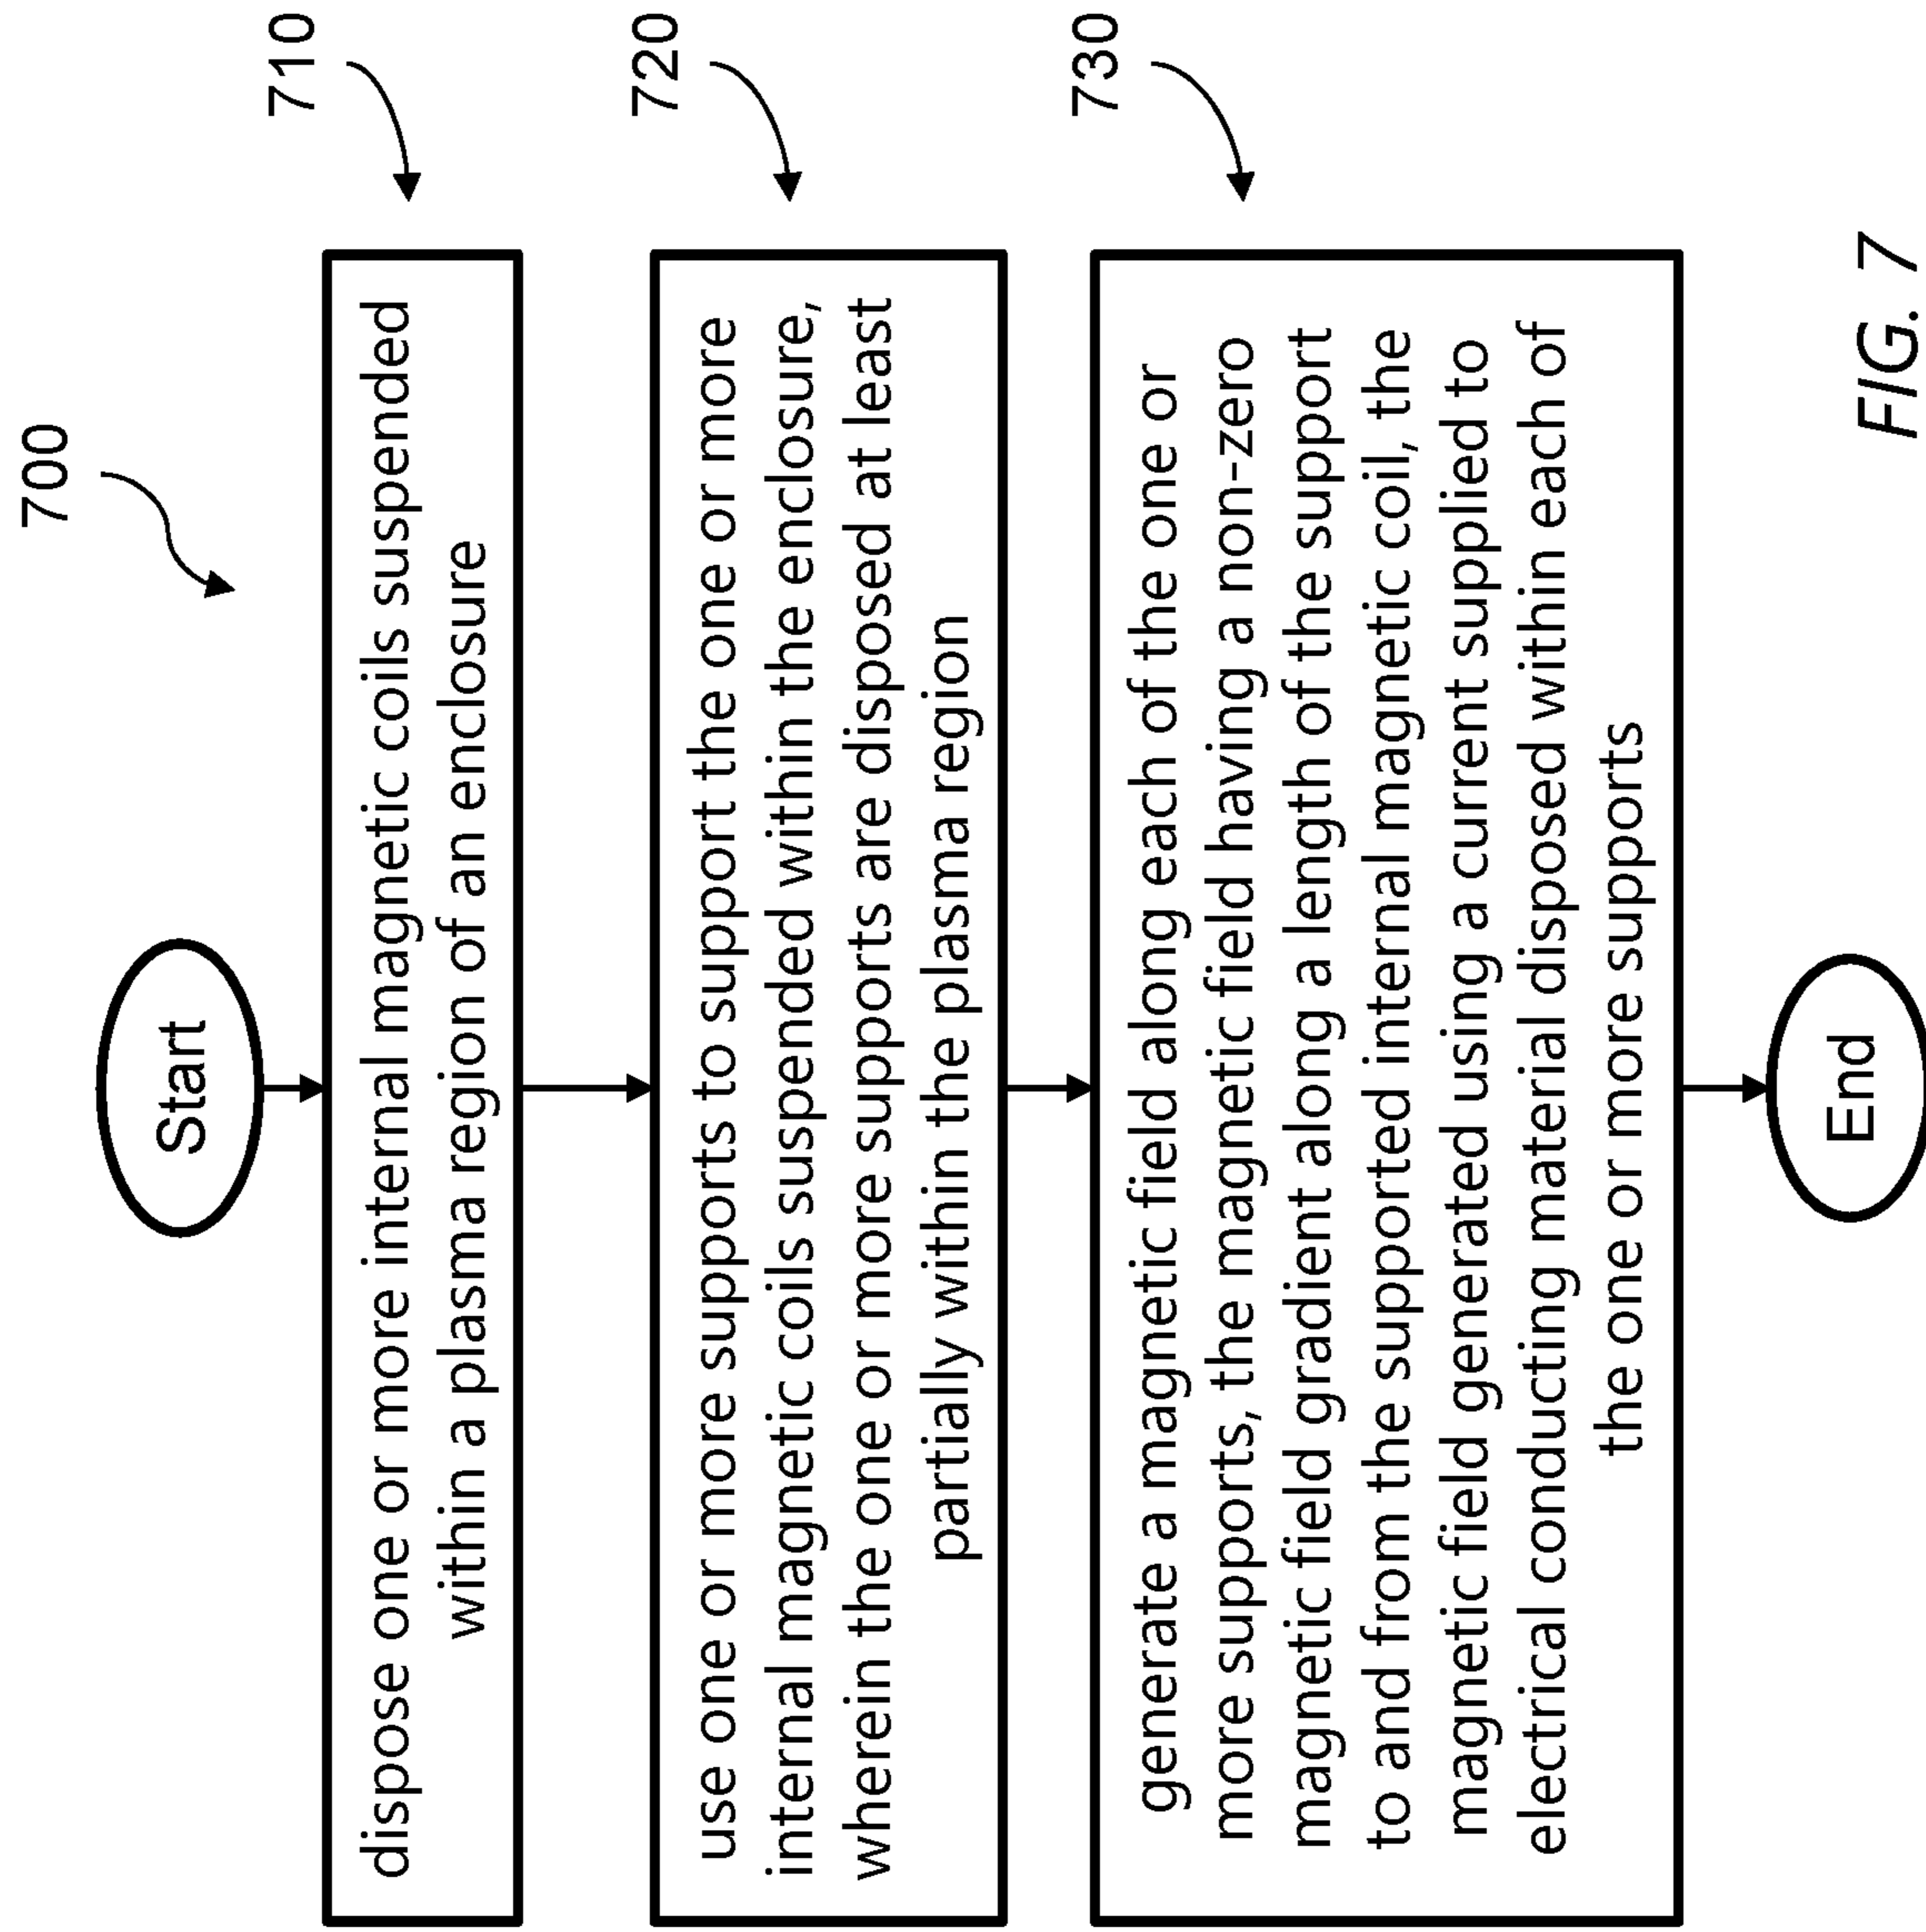 700
Start
710
dispose one or more internal magnetic coils suspended
within a plasma region of an enclosure
720
use one or more supports to support the one or more
internal magnetic coils suspended within the enclosure,
wherein the one or more supports are disposed at least
partially within the plasma region
730
generate a magnetic field along each of the one or
more supports, the magnetic field having a non-zero
magnetic field gradient along a length of the support
to and from the supported internal magnetic coil, the
magnetic field generated using a current supplied to
electrical conducting material disposed within each of
the one or more supports
End
FIG. 7